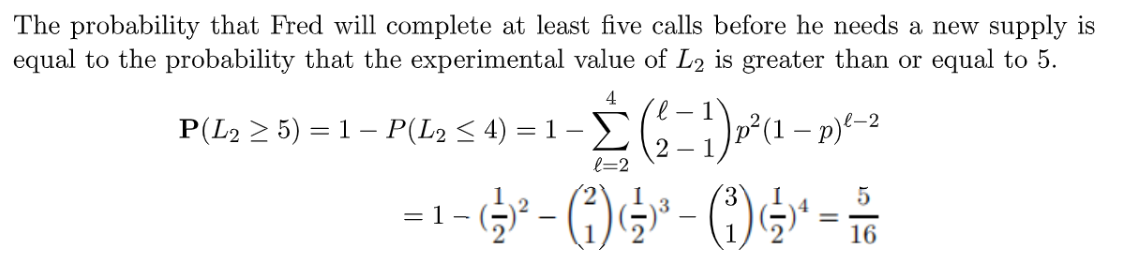 The probability that Fred will complete at least five calls before he needs a new supply is
equal to the probability that the experimental value of L₂ is greater than or equal to 5.
P(L₂ ≥ 5) = 1 − P(L₂ ≤ 4) = 1 − ∑_{ℓ=2}^{4} \binom{ℓ − 1}{2 − 1} p²(1 − p)^{ℓ−2}
= 1 − (1/2)² − \binom{2}{1}(1/2)³ − \binom{3}{1}(1/2)⁴ = 5/16